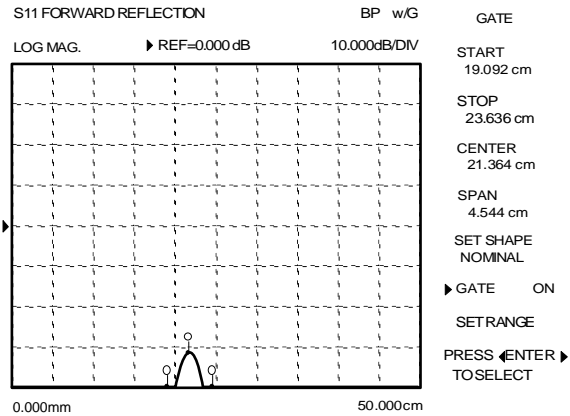 S11 FORWARD REFLECTION BP w/G
LOG MAG. ▶ REF=0.000 dB 10.000dB/DIV
0.000mm 50.000cm
GATE
START
19.092 cm
STOP
23.636 cm
CENTER
21.364 cm
SPAN
4.544 cm
SET SHAPE
NOMINAL
▶ GATE ON
SET RANGE
PRESS ◀ENTER▶
TO SELECT